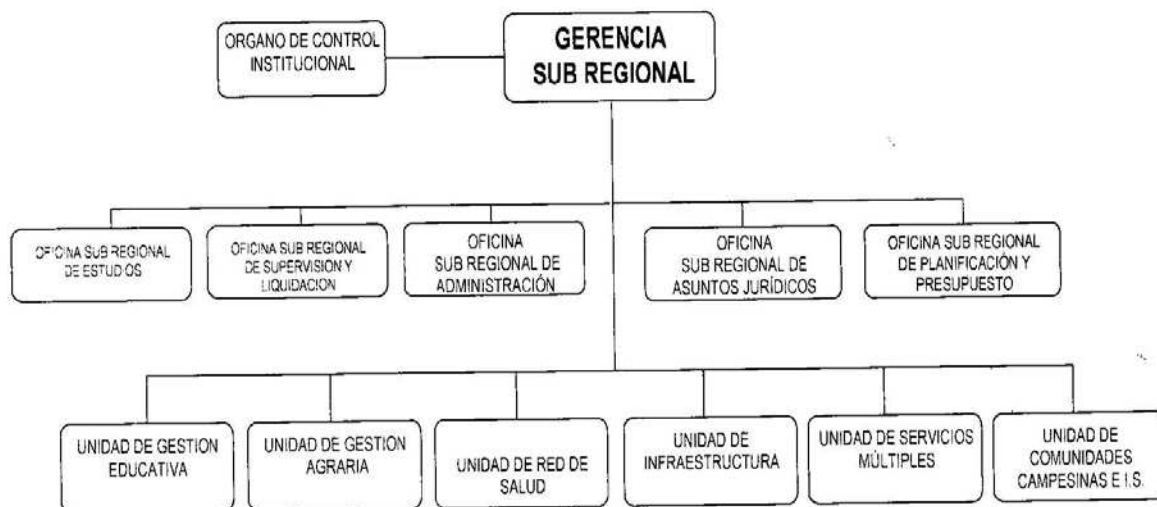 ORGANO DE CONTROL
INSTITUCIONAL
GERENCIA
SUB REGIONAL
OFICINA SUB REGIONAL
DE ESTUDIOS
OFICINA SUB REGIONAL
DE SUPERVISION Y
LIQUIDACION
OFICINA
SUB REGIONAL DE
ADMINISTRACIÓN
OFICINA
SUB REGIONAL DE
ASUNTOS JURÍDICOS
OFICINA SUB REGIONAL
DE PLANIFICACIÓN Y
PRESUPUESTO
UNIDAD DE GESTION
EDUCATIVA
UNIDAD DE GESTION
AGRARIA
UNIDAD DE RED DE
SALUD
UNIDAD DE
INFRAESTRUCTURA
UNIDAD DE SERVICIOS
MÚLTIPLES
UNIDAD DE
COMUNIDADES
CAMPESINAS E I.S.